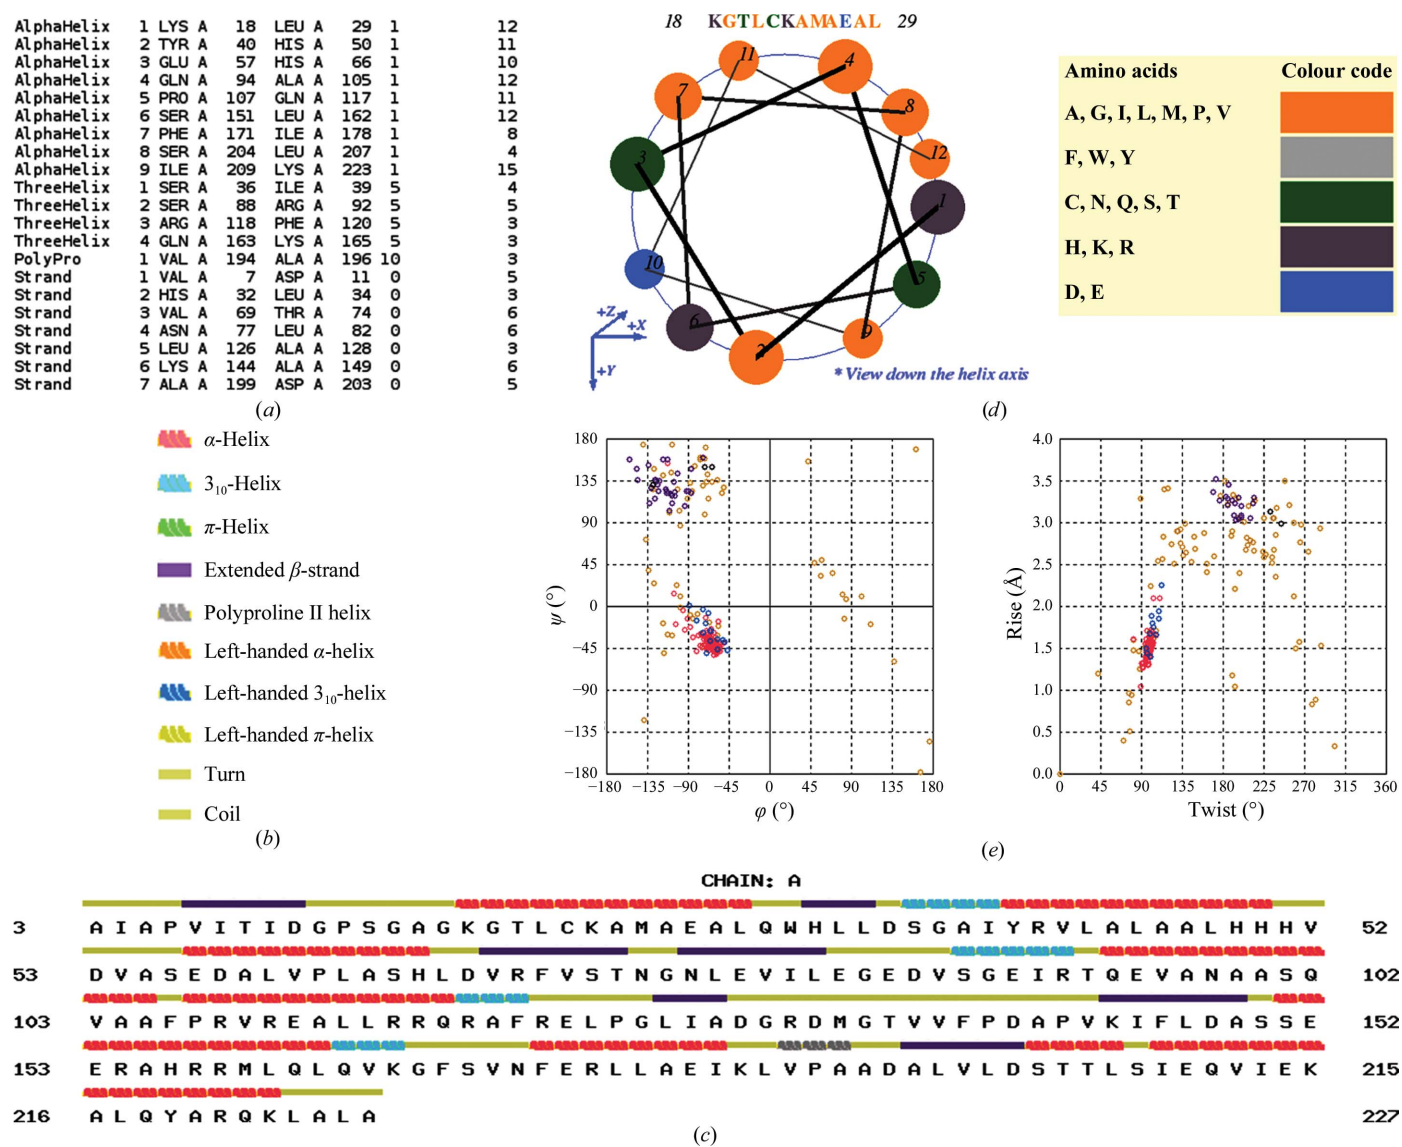 AlphaHelix 1 LYS A 18 LEU A 29 1 12
AlphaHelix 2 TYR A 40 HIS A 50 1 11
AlphaHelix 3 GLU A 57 HIS A 66 1 10
AlphaHelix 4 GLN A 94 ALA A 105 1 12
AlphaHelix 5 PRO A 107 GLN A 117 1 11
AlphaHelix 6 SER A 151 LEU A 162 1 12
AlphaHelix 7 PHE A 171 ILE A 178 1 8
AlphaHelix 8 SER A 204 LEU A 207 1 4
AlphaHelix 9 ILE A 209 LYS A 223 1 15
ThreeHelix 1 SER A 36 ILE A 39 5 4
ThreeHelix 2 SER A 88 ARG A 92 5 5
ThreeHelix 3 ARG A 118 PHE A 120 5 3
ThreeHelix 4 GLN A 163 LYS A 165 5 3
PolyPro 1 VAL A 194 ALA A 196 10 3
Strand 1 VAL A 7 ASP A 11 0 5
Strand 2 HIS A 32 LEU A 34 0 3
Strand 3 VAL A 69 THR A 74 0 6
Strand 4 ASN A 77 LEU A 82 0 6
Strand 5 LEU A 126 ALA A 128 0 3
Strand 6 LYS A 144 ALA A 149 0 6
Strand 7 ALA A 199 ASP A 203 0 5
(a)
18 KGTLCKAMAEAL 29
11
4
7
8
3
12
1
10
5
6
9
2
+Z
+X
+Y
* View down the helix axis
(d)
Amino acids Colour code
A, G, I, L, M, P, V
F, W, Y
C, N, Q, S, T
H, K, R
D, E
α-Helix
3₁₀-Helix
π-Helix
Extended β-strand
Polyproline II helix
Left-handed α-helix
Left-handed 3₁₀-helix
Left-handed π-helix
Turn
Coil
(b)
180
135
90
45
0
−45
−90
−135
−180
ψ (°)
−180 −135 −90 −45 0 45 90 135 180
φ (°)
4.0
3.5
3.0
2.5
2.0
1.5
1.0
0.5
0.0
Rise (Å)
0 45 90 135 180 225 270 315 360
Twist (°)
(e)
CHAIN: A
3 A I A P V I T I D G P S G A G K G T L C K A M A E A L Q W H L L D S G A I Y R V L A L A A L H H H V 52
53 D V A S E D A L V P L A S H L D V R F V S T N G N L E V I L E G E D V S G E I R T Q E V A N A A S Q 102
103 V A A F P R V R E A L L R R Q R A F R E L P G L I A D G R D M G T V V F P D A P V K I F L D A S S E 152
153 E R A H R R M L Q L Q V K G F S V N F E R L L A E I K L V P A A D A L V L D S T T L S I E Q V I E K 215
216 A L Q Y A R Q K L A L A 227
(c)